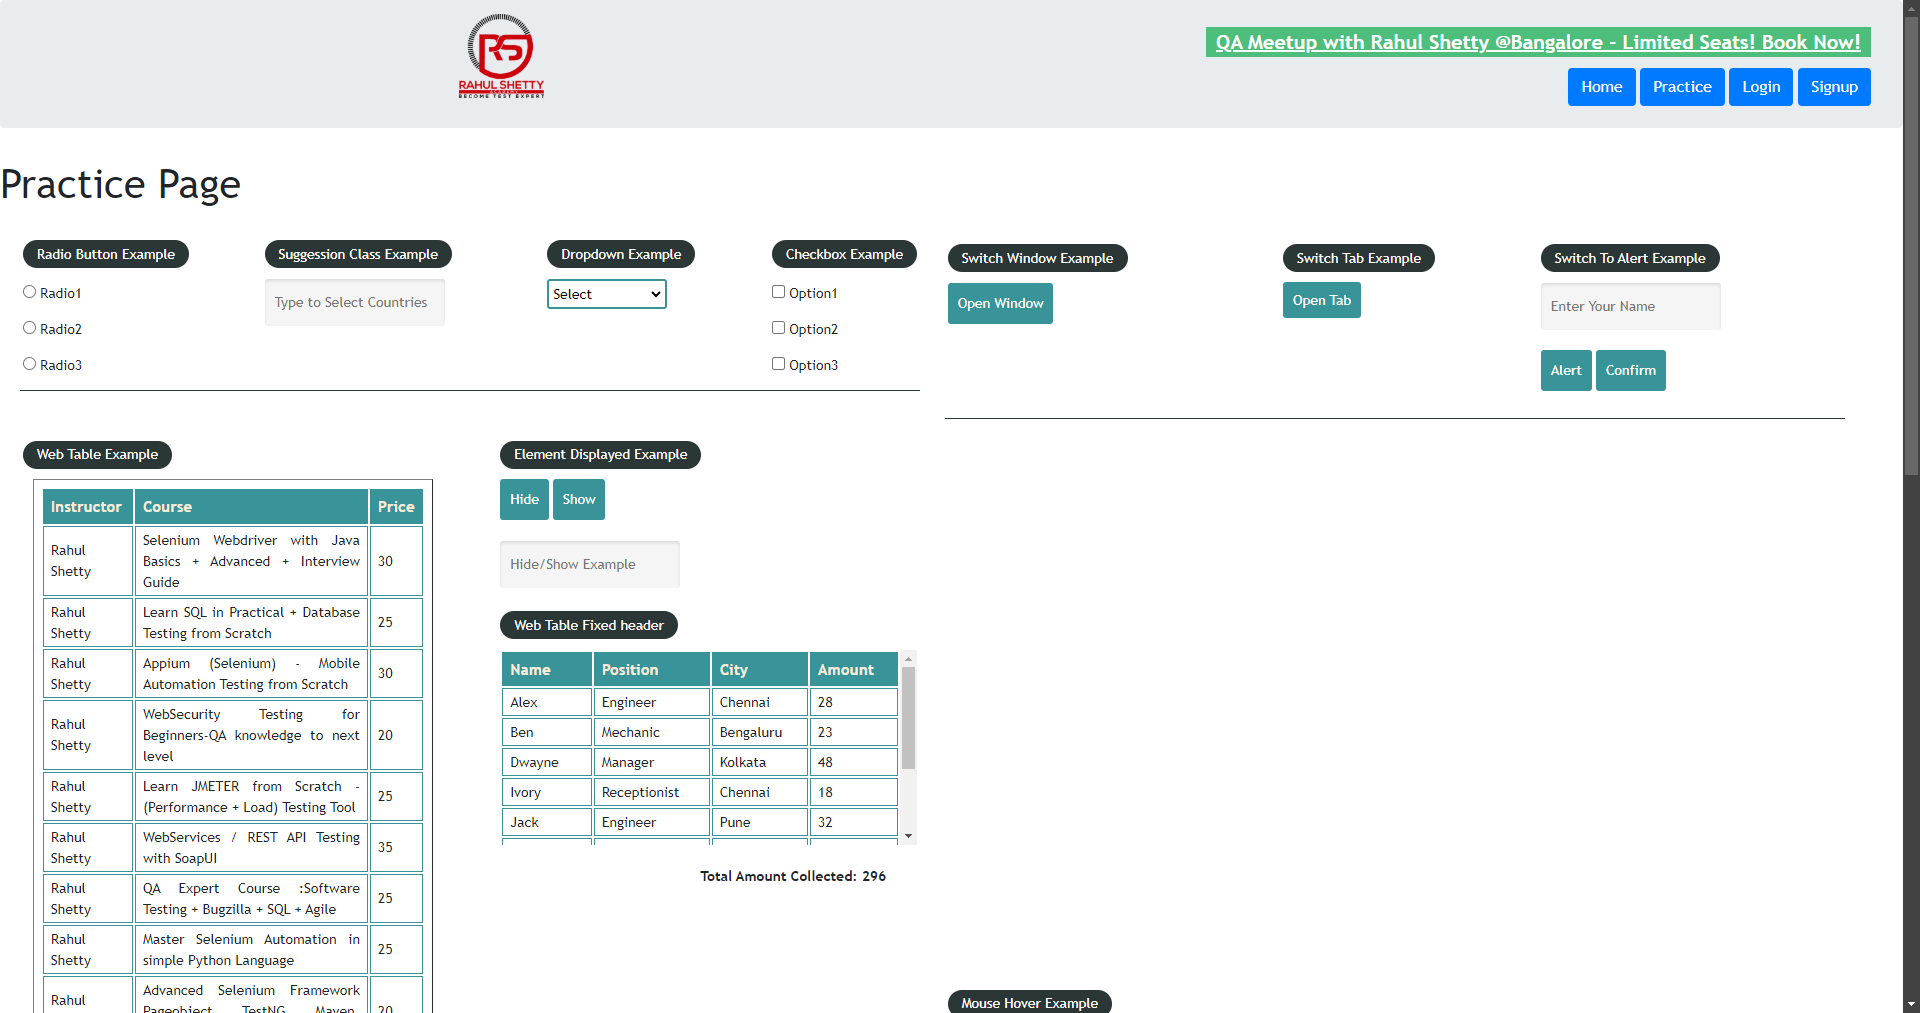 RS
RAHUL SHETTY
ACADEMY
BECOME TEST EXPERT
QA Meetup with Rahul Shetty @Bangalore - Limited Seats! Book Now!
Home Practice Login Signup
Practice Page
Radio Button Example
Radio1
Radio2
Radio3
Suggession Class Example
Type to Select Countries
Dropdown Example
Select
Checkbox Example
Option1
Option2
Option3
Switch Window Example
Open Window
Switch Tab Example
Open Tab
Switch To Alert Example
Enter Your Name
Alert Confirm
Web Table Example
Instructor Course Price
Rahul Shetty Selenium Webdriver with Java
Basics + Advanced + Interview
Guide 30
Rahul Shetty Learn SQL in Practical + Database
Testing from Scratch 25
Rahul Shetty Appium (Selenium) - Mobile
Automation Testing from Scratch 30
Rahul Shetty WebSecurity Testing for
Beginners-QA knowledge to next
level 20
Rahul Shetty Learn JMETER from Scratch -
(Performance + Load) Testing Tool 25
Rahul Shetty WebServices / REST API Testing
with SoapUI 35
Rahul Shetty QA Expert Course :Software
Testing + Bugzilla + SQL + Agile 25
Rahul Shetty Master Selenium Automation in
simple Python Language 25
Rahul Advanced Selenium Framework
Pageobject, TestNG, Maven, 20
Element Displayed Example
Hide Show
Hide/Show Example
Web Table Fixed header
Name Position City Amount
Alex Engineer Chennai 28
Ben Mechanic Bengaluru 23
Dwayne Manager Kolkata 48
Ivory Receptionist Chennai 18
Jack Engineer Pune 32
Total Amount Collected: 296
Mouse Hover Example